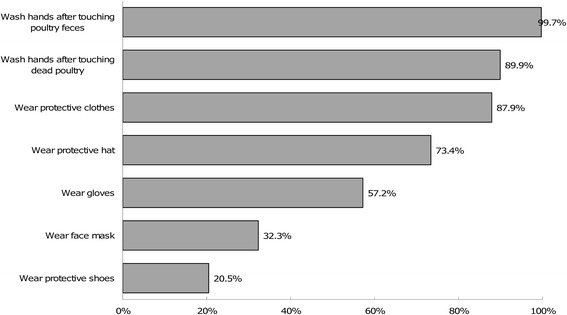 Wash hands after touching
poultry feces
99.7%
Wash hands after touching
dead poultry
89.9%
Wear protective clothes
87.9%
Wear protective hat
73.4%
Wear gloves
57.2%
Wear face mask
32.3%
Wear protective shoes
20.5%
0%
20%
40%
60%
80%
100%